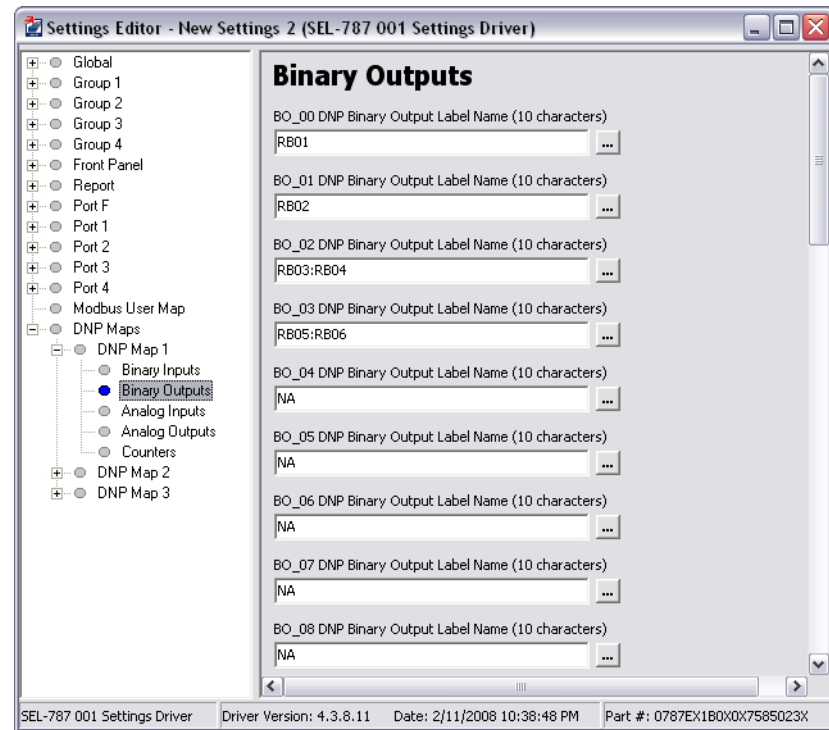 Settings Editor - New Settings 2 (SEL-787 001 Settings Driver)
Global
Group 1
Group 2
Group 3
Group 4
Front Panel
Report
Port F
Port 1
Port 2
Port 3
Port 4
Modbus User Map
DNP Maps
DNP Map 1
Binary Inputs
Binary Outputs
Analog Inputs
Analog Outputs
Counters
DNP Map 2
DNP Map 3
Binary Outputs
BO_00 DNP Binary Output Label Name (10 characters)
RB01
...
BO_01 DNP Binary Output Label Name (10 characters)
RB02
...
BO_02 DNP Binary Output Label Name (10 characters)
RB03:RB04
...
BO_03 DNP Binary Output Label Name (10 characters)
RB05:RB06
...
BO_04 DNP Binary Output Label Name (10 characters)
NA
...
BO_05 DNP Binary Output Label Name (10 characters)
NA
...
BO_06 DNP Binary Output Label Name (10 characters)
NA
...
BO_07 DNP Binary Output Label Name (10 characters)
NA
...
BO_08 DNP Binary Output Label Name (10 characters)
NA
...
SEL-787 001 Settings Driver Driver Version: 4.3.8.11 Date: 2/11/2008 10:38:48 PM Part #: 0787EX1B0X0X7585023X